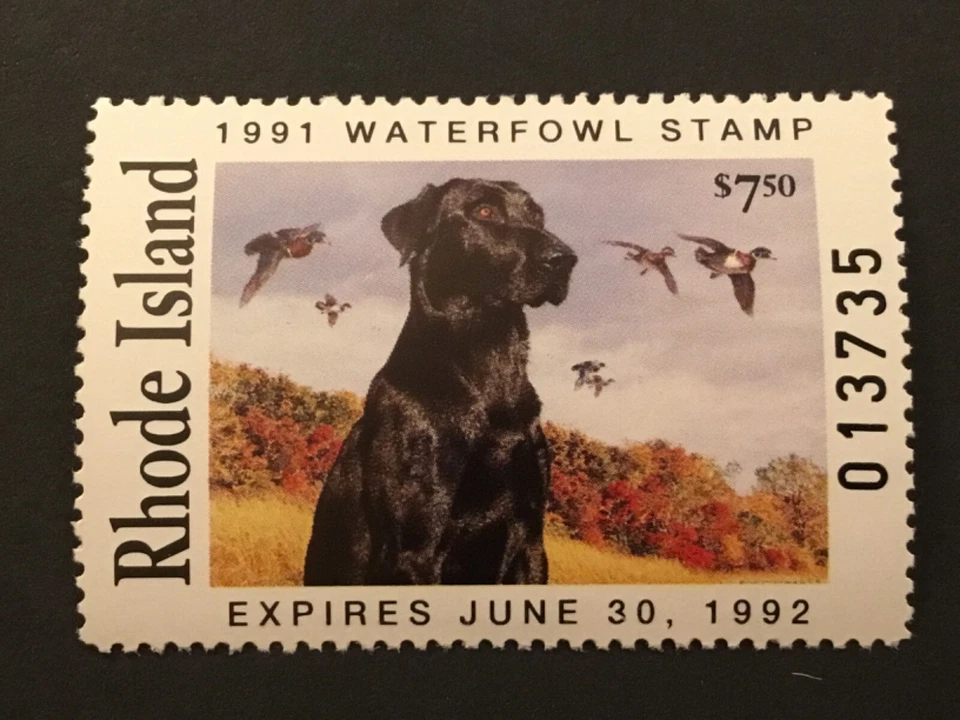 1991 WATERFOWL STAMP
Rhode Island
$7.50
013735
EXPIRES JUNE 30, 1992